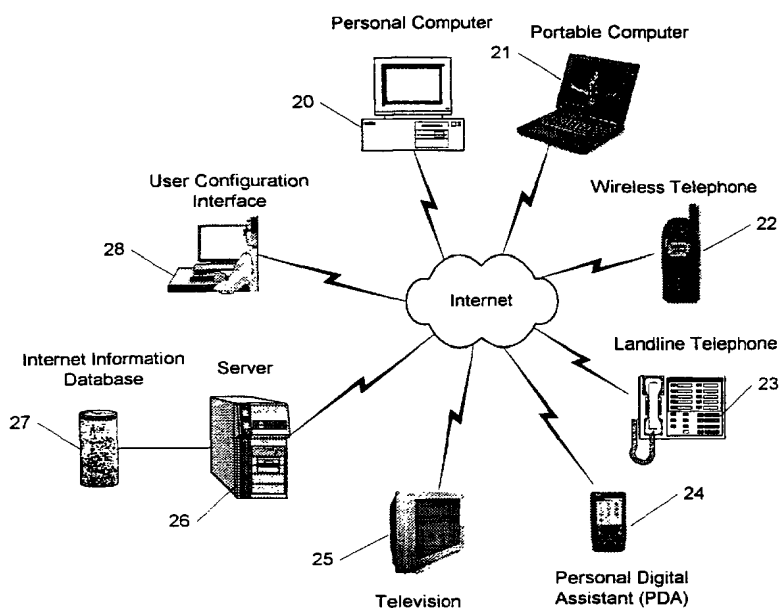 Personal Computer
Portable Computer
21
20
User Configuration
Interface
Wireless Telephone
28
22
Internet
Internet Information
Database
Server
Landline Telephone
27
23
26
24
25
Television
Personal Digital
Assistant (PDA)